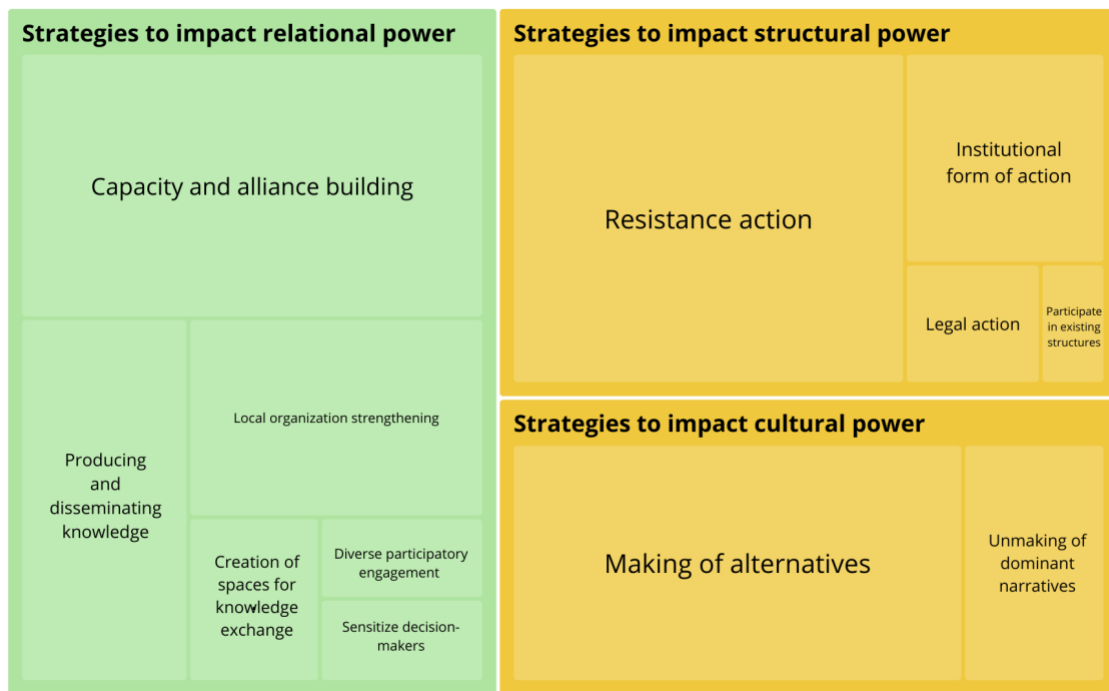 Strategies to impact relational power
Capacity and alliance building
Producing
and
disseminating
knowledge
Local organization strengthening
Creation of
spaces for
knowledge
exchange
Diverse participatory
engagement
Sensitize decision-
makers
Strategies to impact structural power
Resistance action
Institutional
form of action
Legal action
Participate
in existing
structures
Strategies to impact cultural power
Making of alternatives
Unmaking of
dominant
narratives